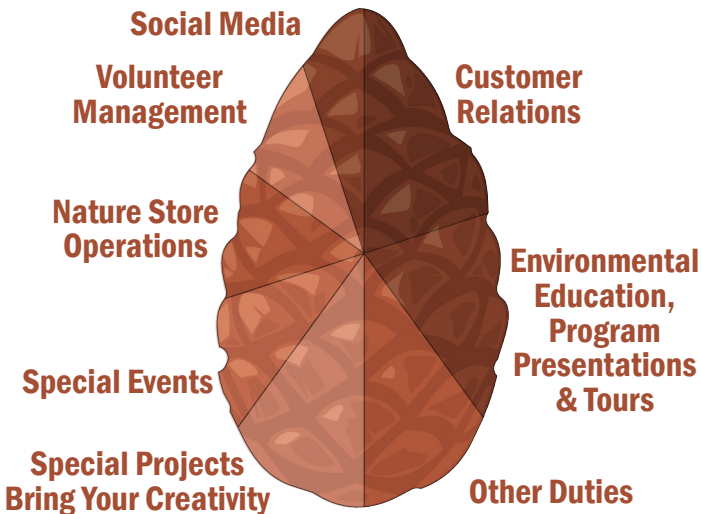 Social Media
Volunteer
Management
Nature Store
Operations
Special Events
Special Projects
Bring Your Creativity
Customer
Relations
Environmental
Education,
Program
Presentations
& Tours
Other Duties